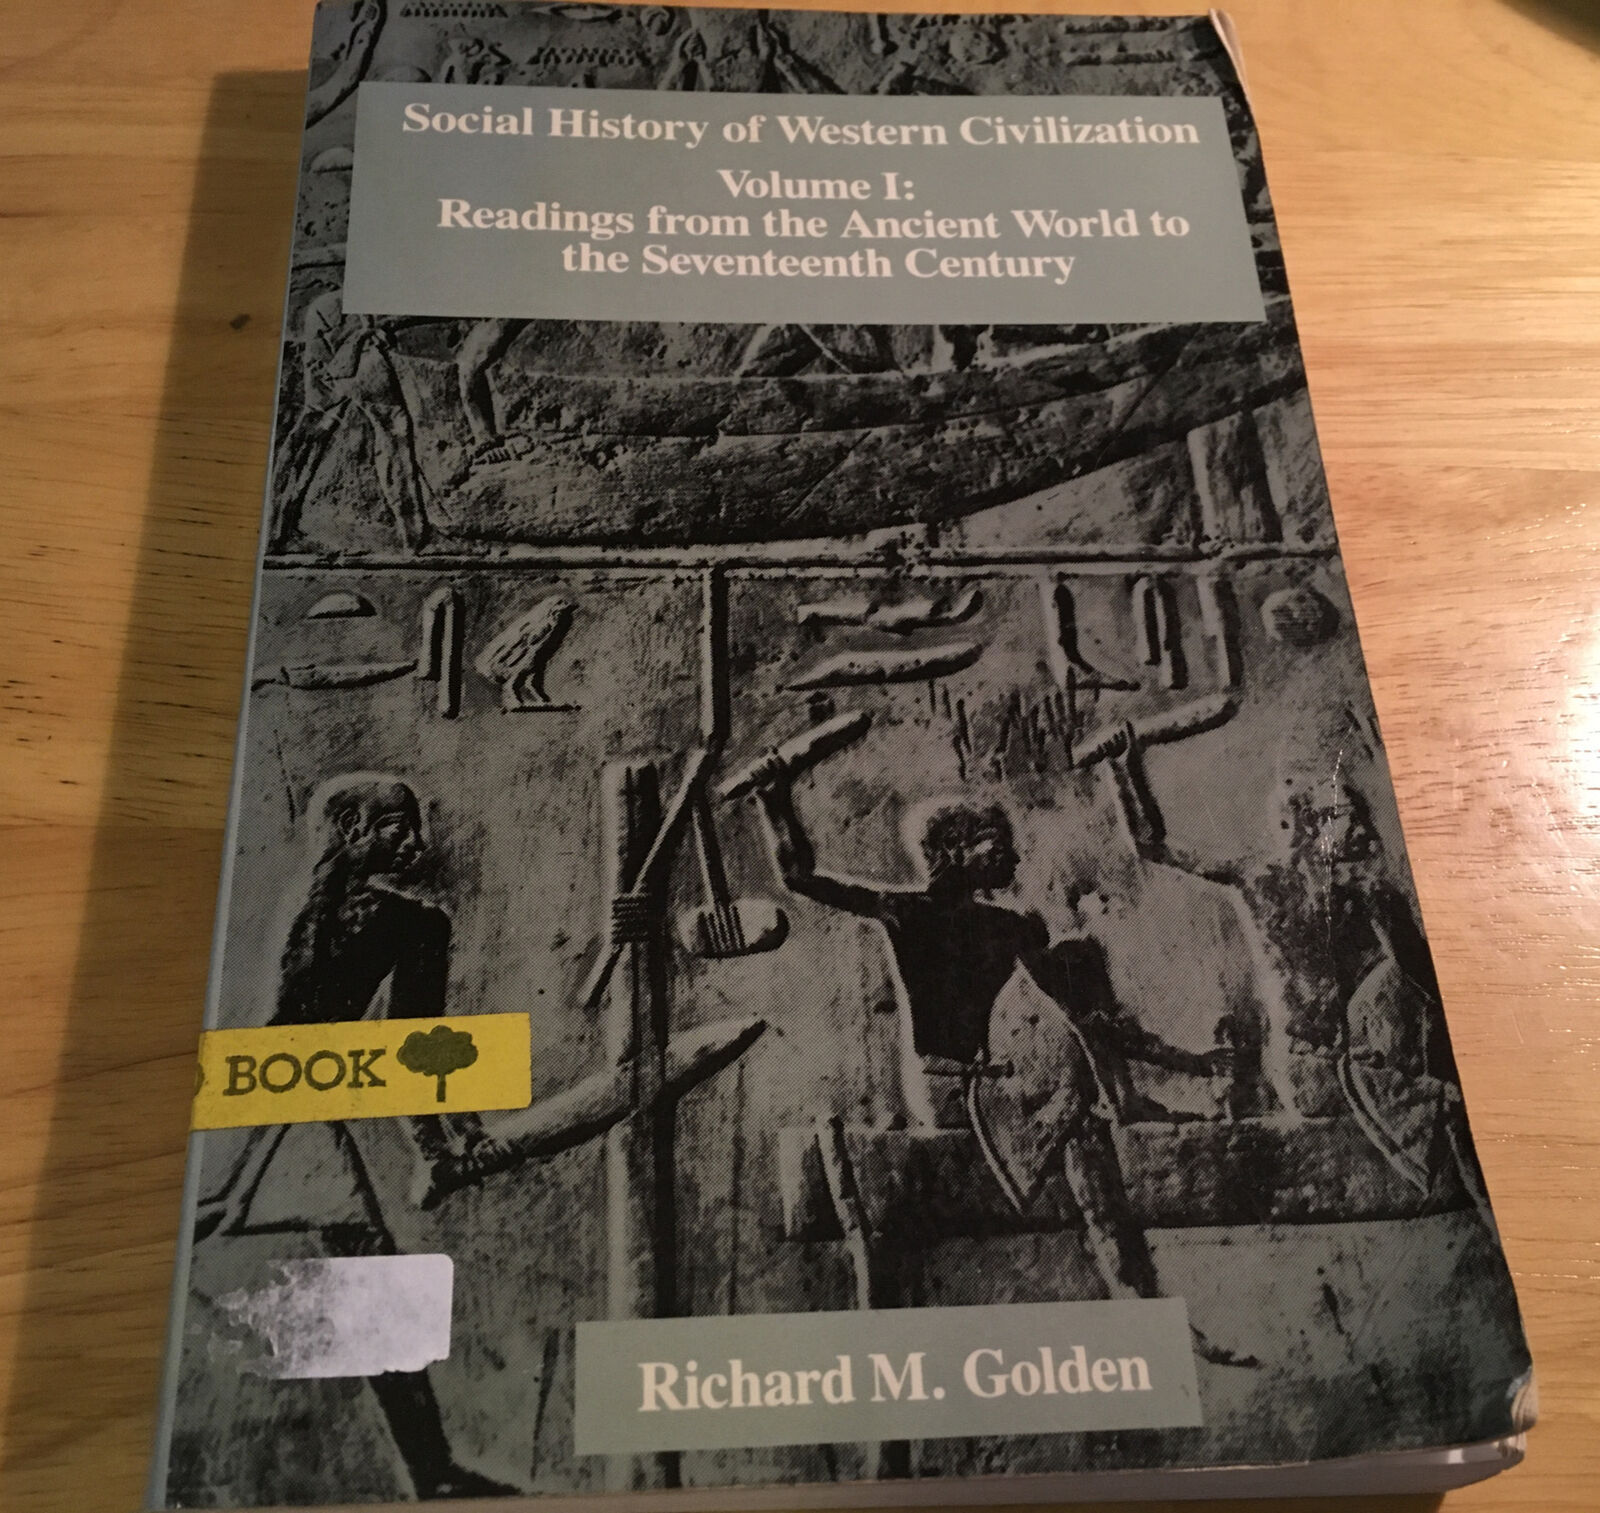 Social History of Western Civilization
Volume I:
Readings from the Ancient World to
the Seventeenth Century
BOOK
Richard M. Golden